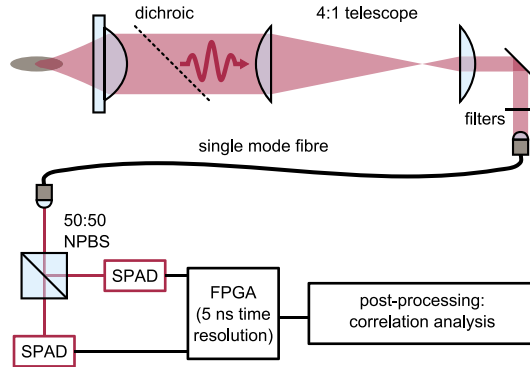 dichroic
4:1 telescope
filters
single mode fibre
50:50
NPBS
SPAD
SPAD
FPGA
(5 ns time
resolution)
post-processing:
correlation analysis